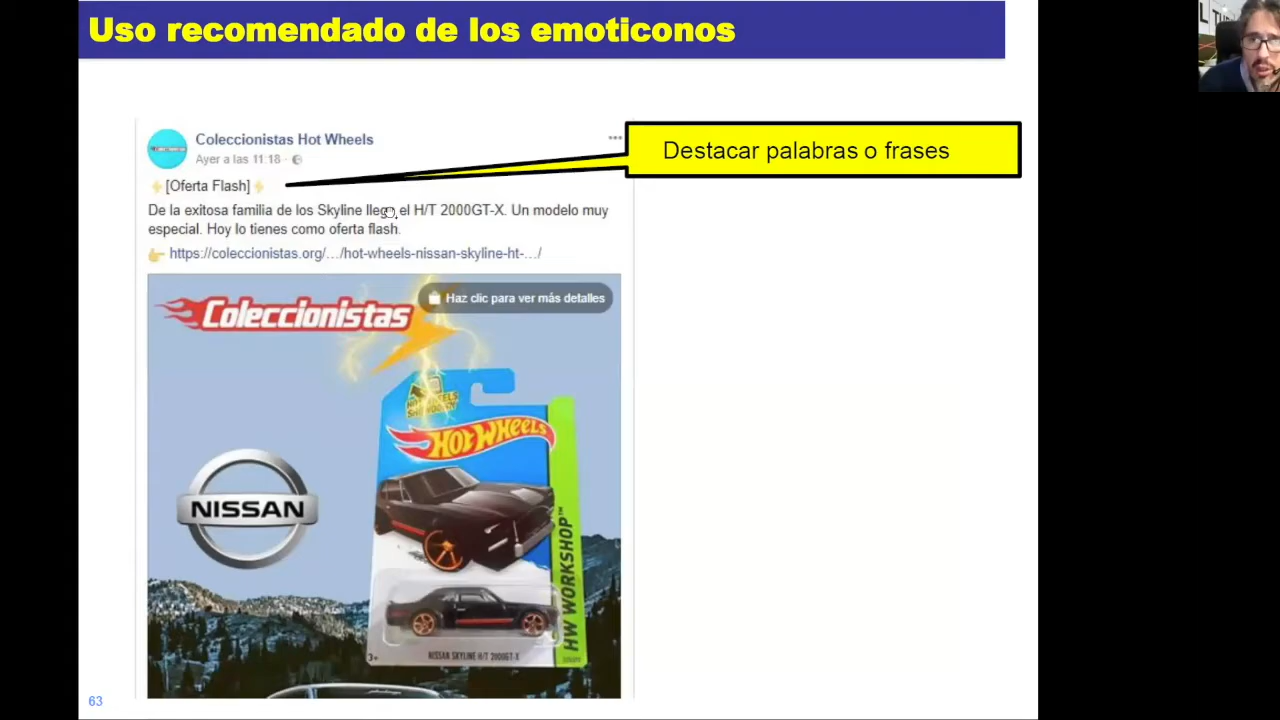 Uso recomendado de los emoticonos
Coleccionistas Hot Wheels
Ayer a las 11:18 ·
Destacar palabras o frases
[Oferta Flash]
De la exitosa familia de los Skyline llega el H/T 2000GT-X. Un modelo muy
especial. Hoy lo tienes como oferta flash.
https://coleccionistas.org/…/hot-wheels-nissan-skyline-ht-…/
Haz clic para ver más detalles
Coleccionistas
HOT WHEELS
NISSAN
HW WORKSHOP™
3+
NISSAN SKYLINE H/T 2000GT-X
63